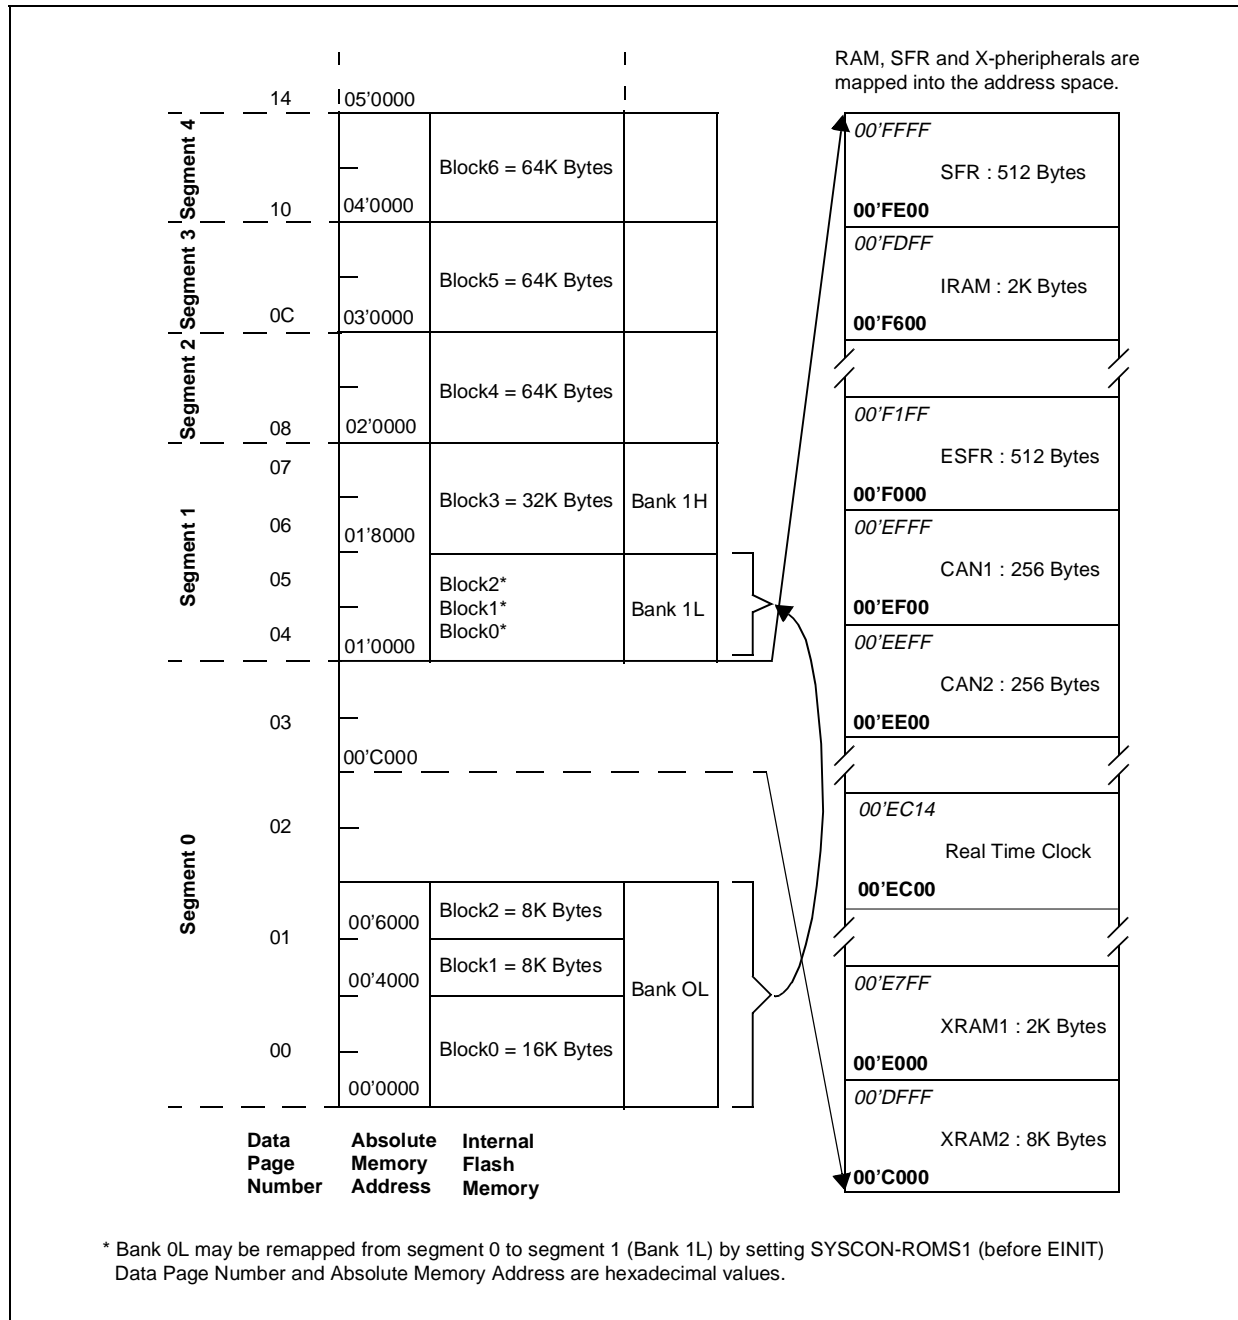 RAM, SFR and X-pheripherals are
mapped into the address space.
14 05'0000
Segment 4
Block6 = 64K Bytes
10 04'0000
Segment 3
Block5 = 64K Bytes
0C 03'0000
Segment 2
Block4 = 64K Bytes
08 02'0000
Segment 1
07
Block3 = 32K Bytes
Bank 1H
06
01'8000
05
Block2*
Block1*
Block0*
Bank 1L
04
01'0000
Segment 0
03
00'C000
02
Block2 = 8K Bytes
00'6000
01
Block1 = 8K Bytes
00'4000
Bank OL
00
Block0 = 16K Bytes
00'0000
Data
Page
Number
Absolute
Memory
Address
Internal
Flash
Memory
00'FFFF
SFR : 512 Bytes
00'FE00
00'FDFF
IRAM : 2K Bytes
00'F600
00'F1FF
ESFR : 512 Bytes
00'F000
00'EFFF
CAN1 : 256 Bytes
00'EF00
00'EEFF
CAN2 : 256 Bytes
00'EE00
00'EC14
Real Time Clock
00'EC00
00'E7FF
XRAM1 : 2K Bytes
00'E000
00'DFFF
XRAM2 : 8K Bytes
00'C000
* Bank 0L may be remapped from segment 0 to segment 1 (Bank 1L) by setting SYSCON-ROMS1 (before EINIT)
Data Page Number and Absolute Memory Address are hexadecimal values.